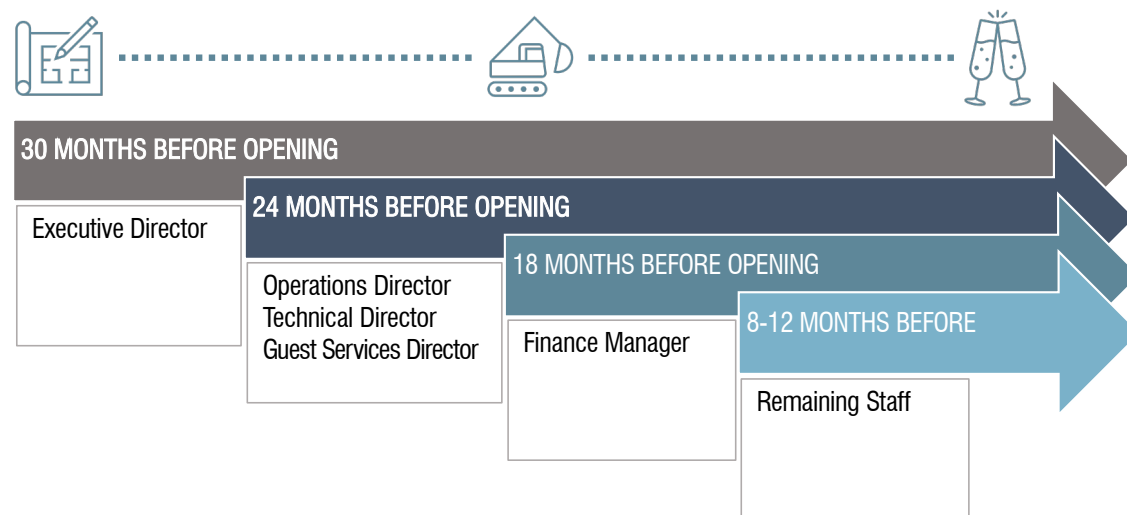 30 MONTHS BEFORE OPENING
Executive Director
24 MONTHS BEFORE OPENING
Operations Director
Technical Director
Guest Services Director
18 MONTHS BEFORE OPENING
Finance Manager
8-12 MONTHS BEFORE
Remaining Staff